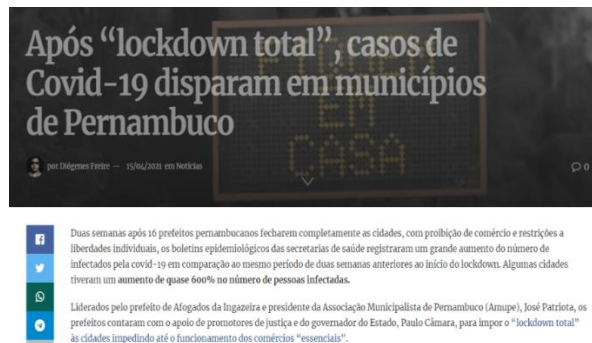 Após “lockdown total”, casos de
Covid-19 disparam em municípios
de Pernambuco
FIQUEM
EM
CASA
por Diógenes Freire — 15/04/2021 em Notícias
0
Duas semanas após 16 prefeitos pernambucanos fecharem completamente as cidades, com proibição de comércio e restrições a
liberdades individuais, os boletins epidemiológicos das secretarias de saúde registraram um grande aumento do número de
infectados pela covid-19 em comparação ao mesmo período de duas semanas anteriores ao início do lockdown. Algumas cidades
tiveram um aumento de quase 600% no número de pessoas infectadas.
Liderados pelo prefeito de Afogados da Ingazeira e presidente da Associação Municipalista de Pernambuco (Amupe), José Patriota, os
prefeitos contaram com o apoio de promotores de justiça e do governador do Estado, Paulo Câmara, para impor o “lockdown total”
às cidades impedindo até o funcionamento dos comércios “essenciais”.